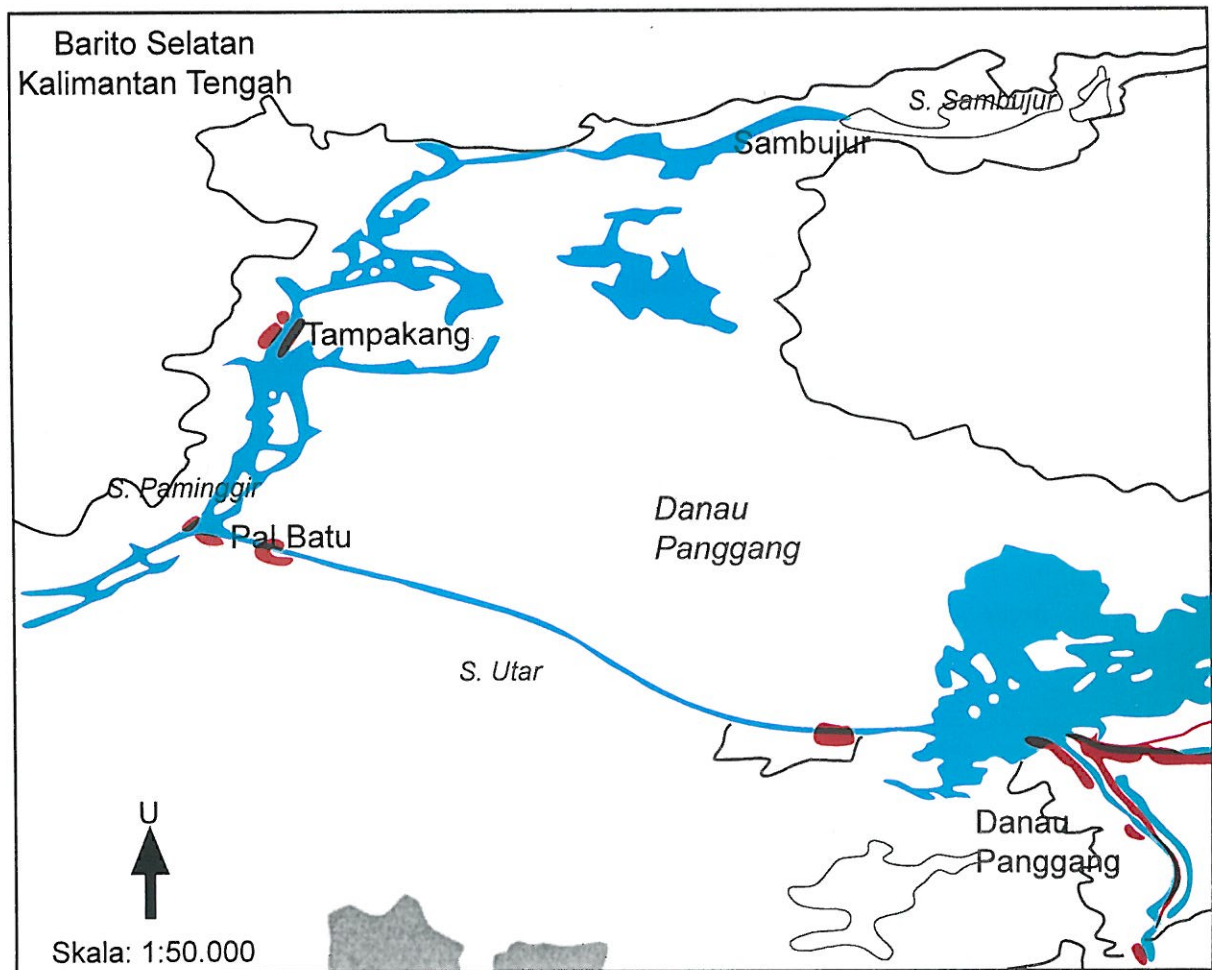 Barito Selatan
Kalimantan Tengah
S. Sambujur
Sambujur
Tampakang
S. Paminggir
Pal Batu
Danau
Panggang
S. Utar
Danau
Panggang
U
Skala: 1:50.000